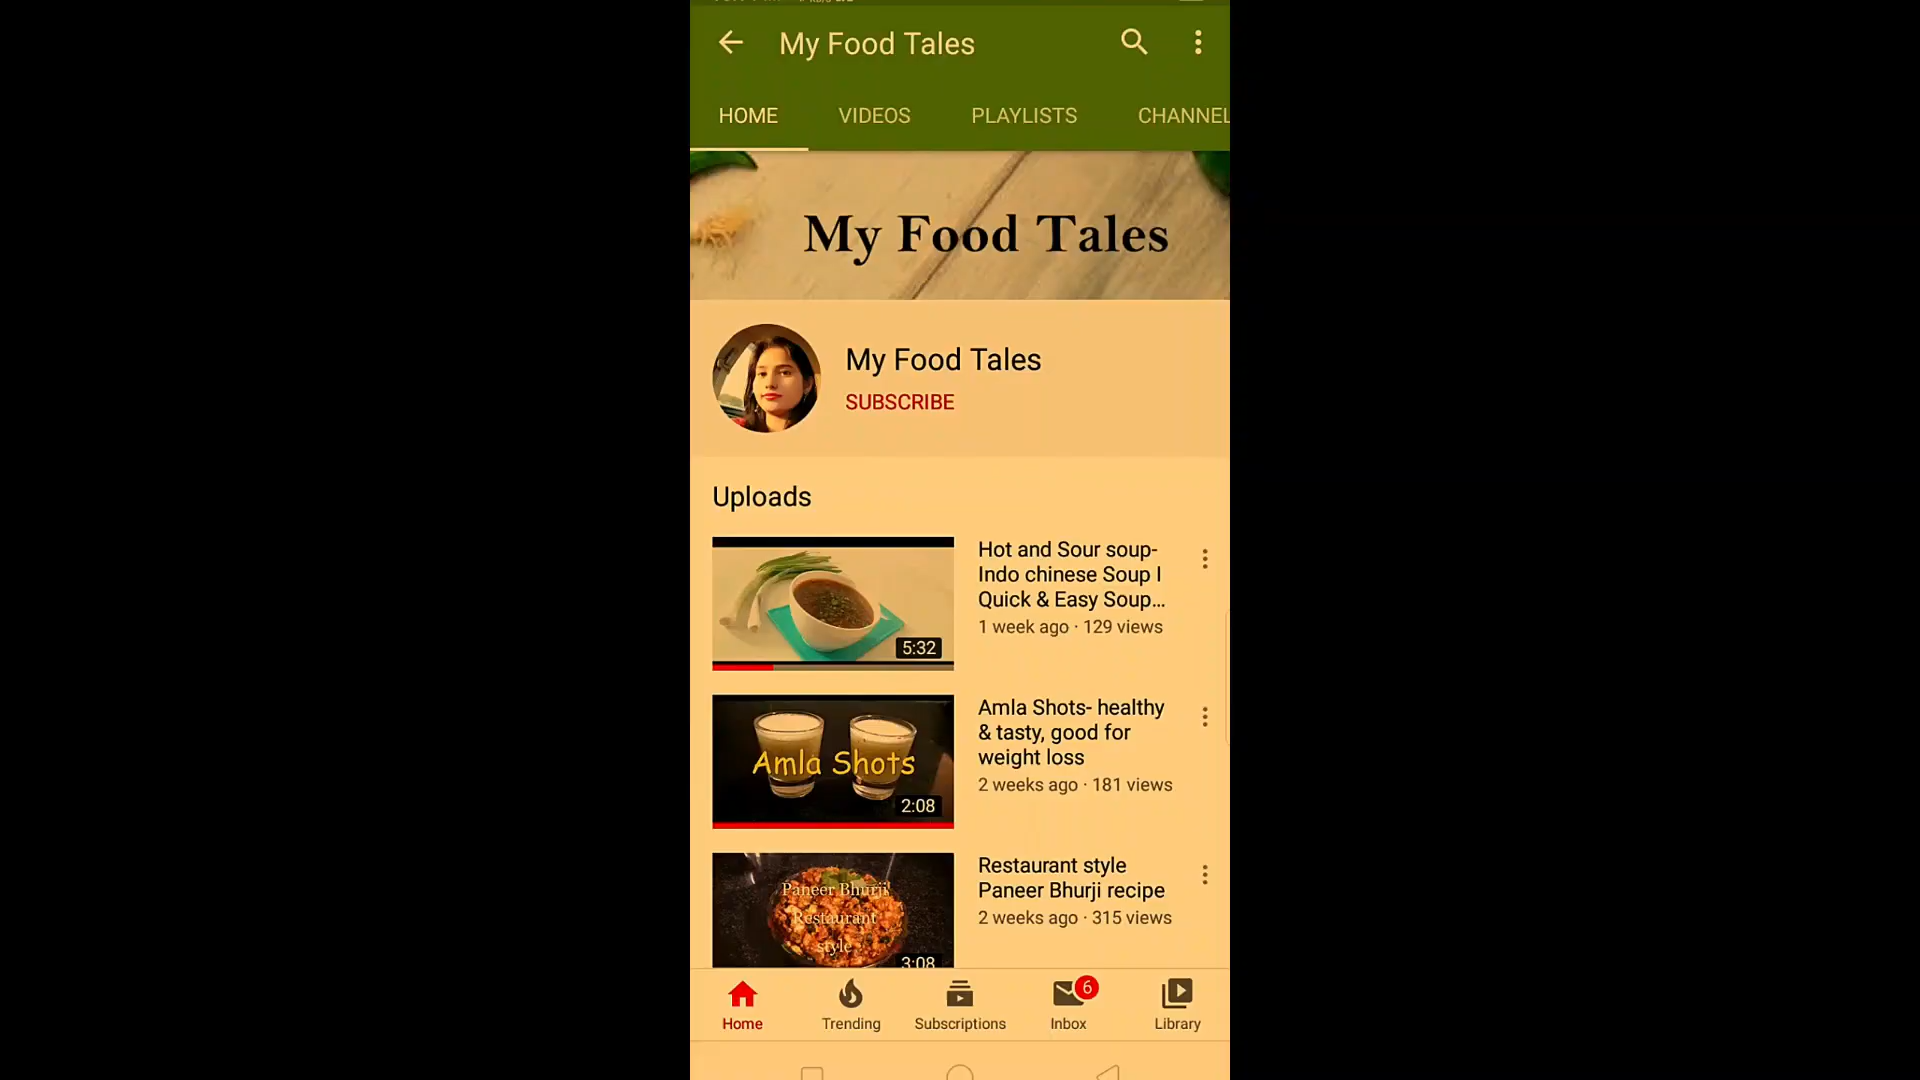 My Food Tales
HOME VIDEOS PLAYLISTS CHANNEL
My Food Tales
My Food Tales
SUBSCRIBE
Uploads
Hot and Sour soup-
Indo chinese Soup I
Quick & Easy Soup...
1 week ago · 129 views
5:32
Amla Shots- healthy
& tasty, good for
weight loss
2 weeks ago · 181 views
Amla Shots
2:08
Restaurant style
Paneer Bhurji recipe
2 weeks ago · 315 views
Paneer Bhurji
Restaurant
style
3:08
6
Home Trending Subscriptions Inbox Library